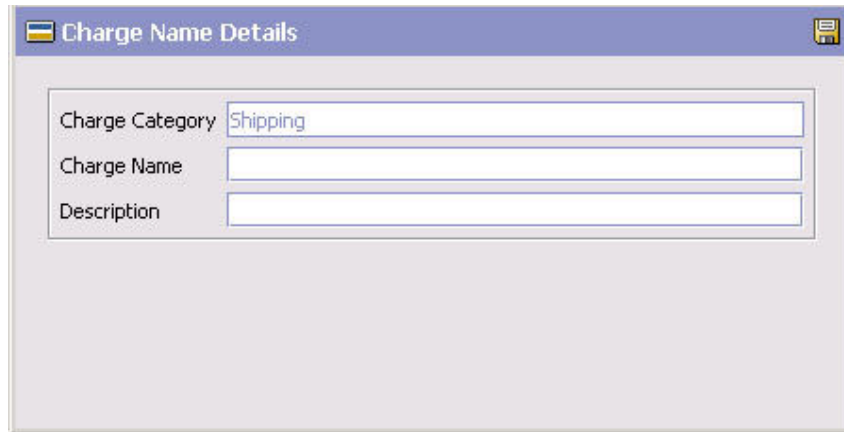 Charge Name Details
Charge Category Shipping
Charge Name
Description